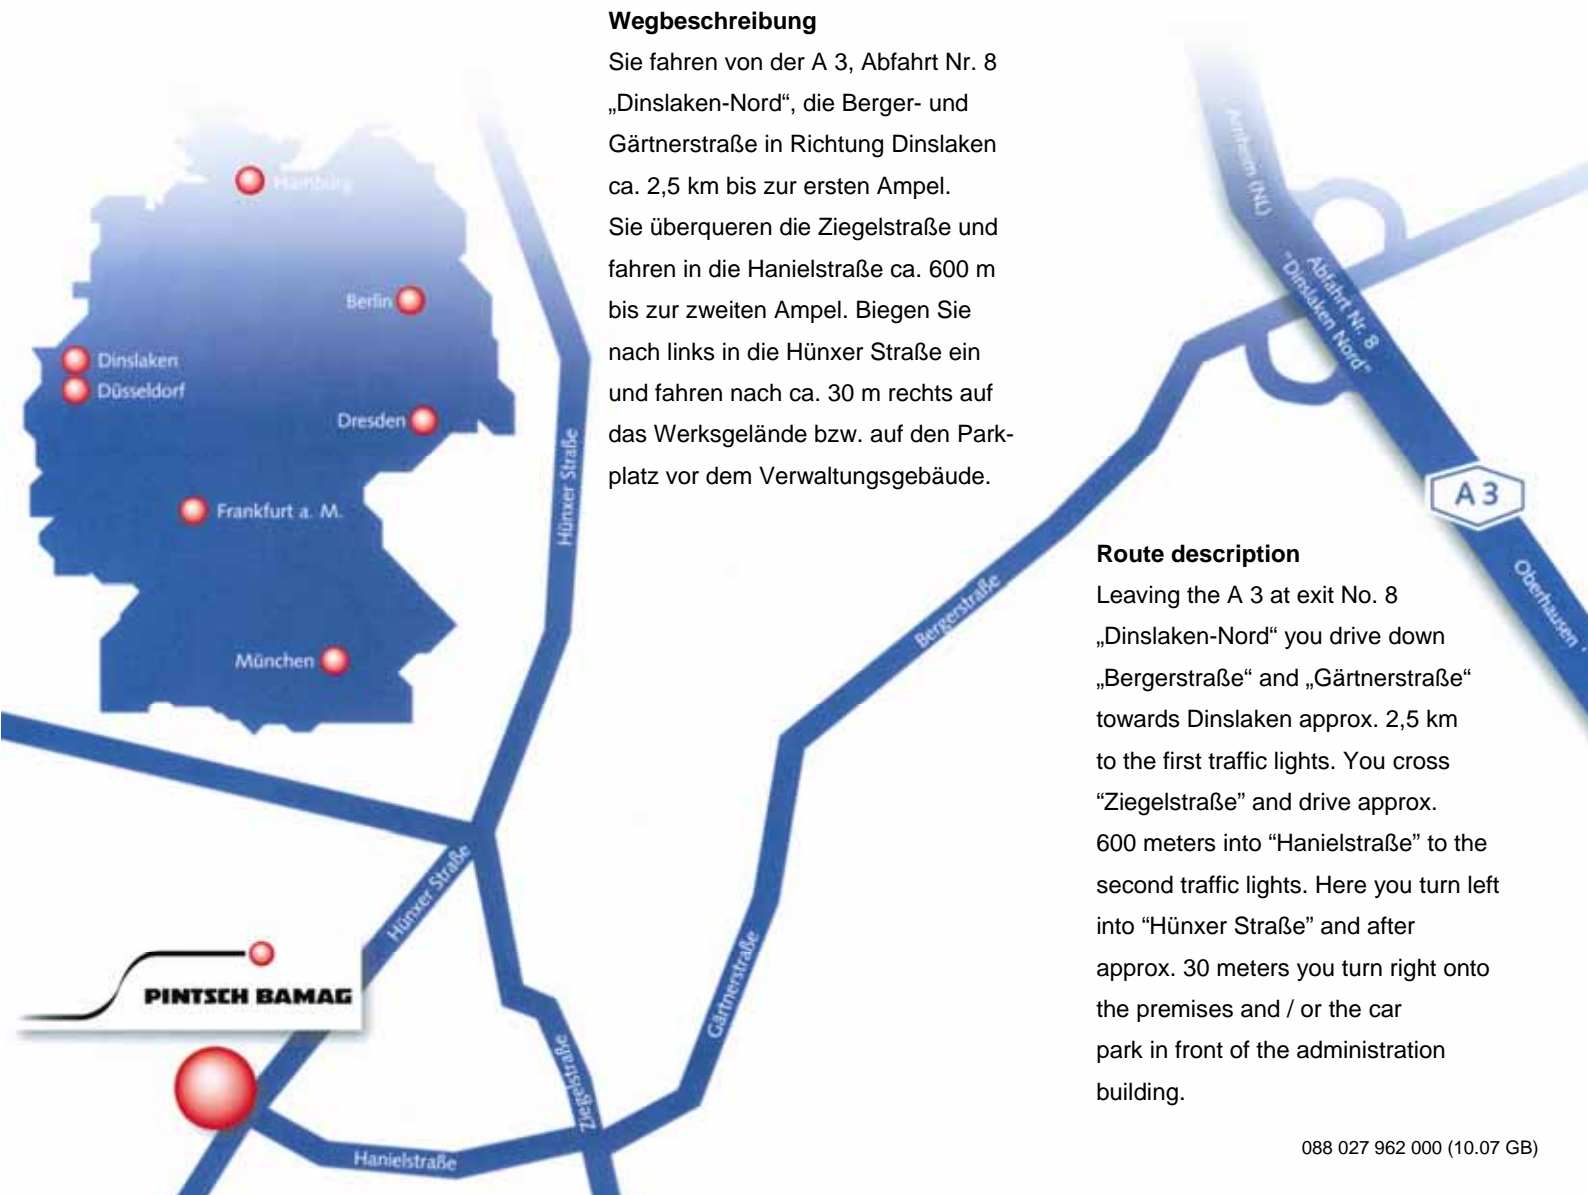 Wegbeschreibung
Sie fahren von der A 3, Abfahrt Nr. 8
„Dinslaken-Nord“, die Berger- und
Gärtnerstraße in Richtung Dinslaken
ca. 2,5 km bis zur ersten Ampel.
Sie überqueren die Ziegelstraße und
fahren in die Hanielstraße ca. 600 m
bis zur zweiten Ampel. Biegen Sie
nach links in die Hünxer Straße ein
und fahren nach ca. 30 m rechts auf
das Werksgelände bzw. auf den Park-
platz vor dem Verwaltungsgebäude.
Hamburg
Berlin
Dinslaken
Düsseldorf
Dresden
Frankfurt a. M.
München
Hünxer Straße
Arnheim (NL)
Abfahrt Nr. 8
"Dinslaken Nord"
A 3
Oberhausen
Bergerstraße
Route description
Leaving the A 3 at exit No. 8
„Dinslaken-Nord“ you drive down
„Bergerstraße“ and „Gärtnerstraße“
towards Dinslaken approx. 2,5 km
to the first traffic lights. You cross
“Ziegelstraße” and drive approx.
600 meters into “Hanielstraße” to the
second traffic lights. Here you turn left
into “Hünxer Straße” and after
approx. 30 meters you turn right onto
the premises and / or the car
park in front of the administration
building.
Hünxer Straße
PINTSCH BAMAG
Gärtnerstraße
Ziegelstraße
Hanielstraße
088 027 962 000 (10.07 GB)